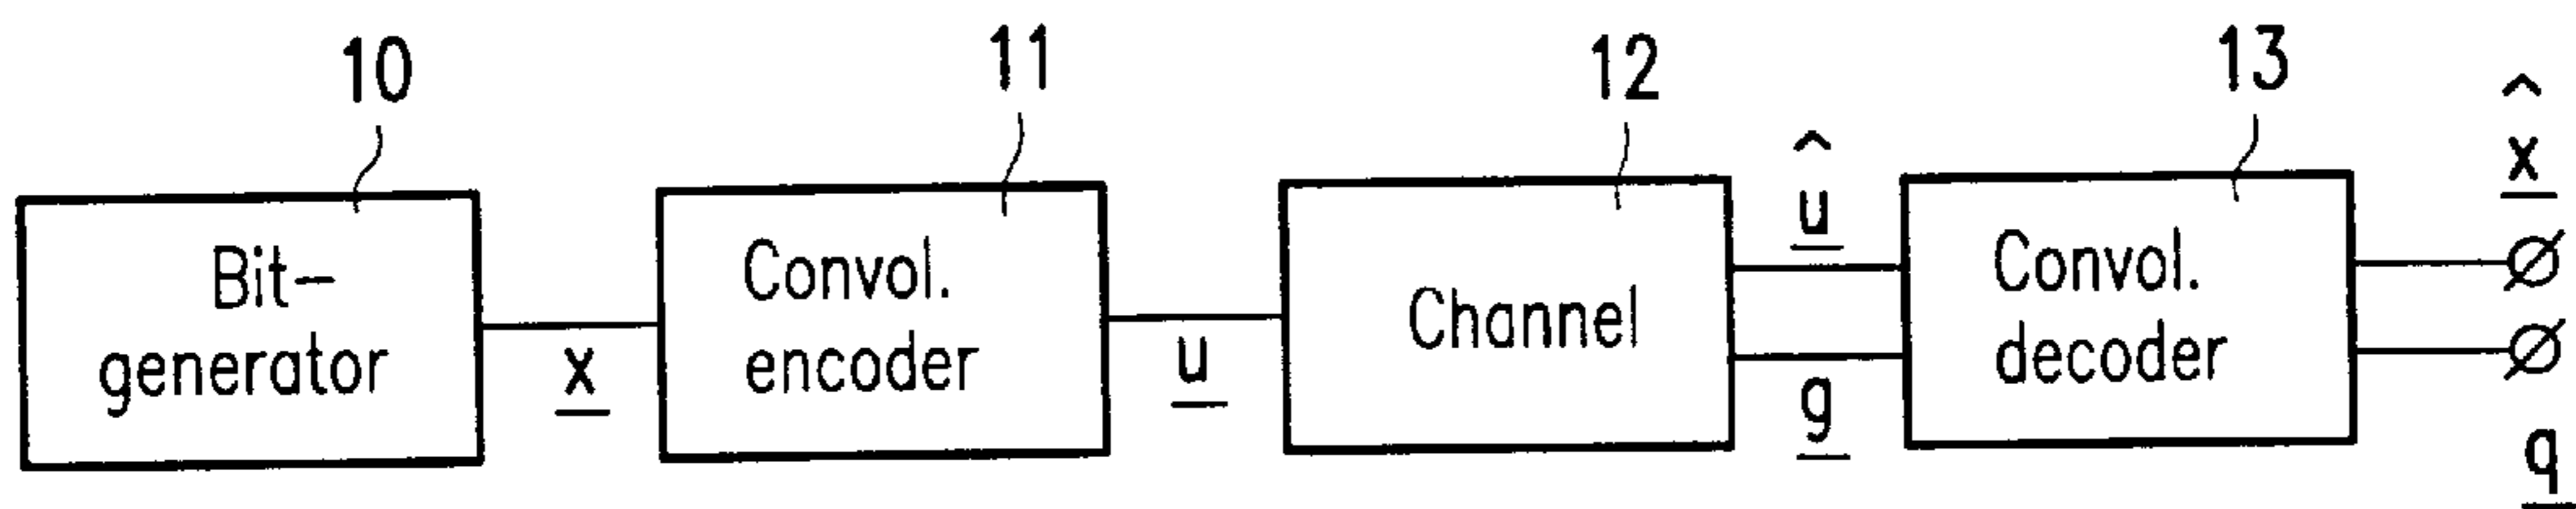 10
11
12
13
Bit-
generator
x
Convol.
encoder
u
Channel
û
g
Convol.
decoder
x̂
q